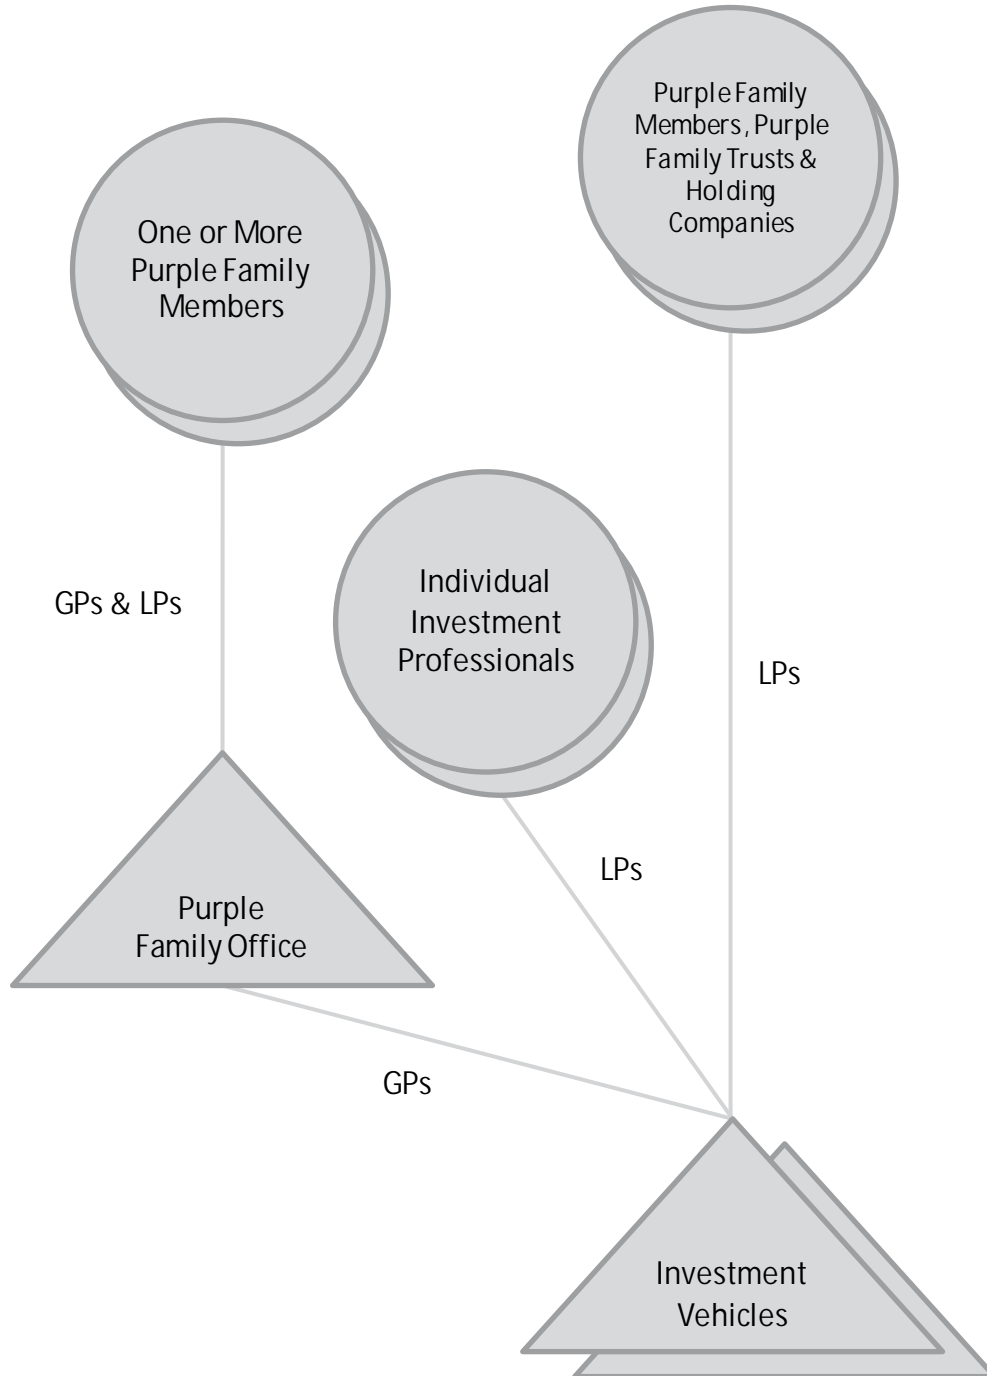 Purple Family
Members, Purple
Family Trusts &
Holding
Companies
One or More
Purple Family
Members
Individual
Investment
Professionals
GPs & LPs
LPs
LPs
Purple
Family Office
GPs
Investment
Vehicles